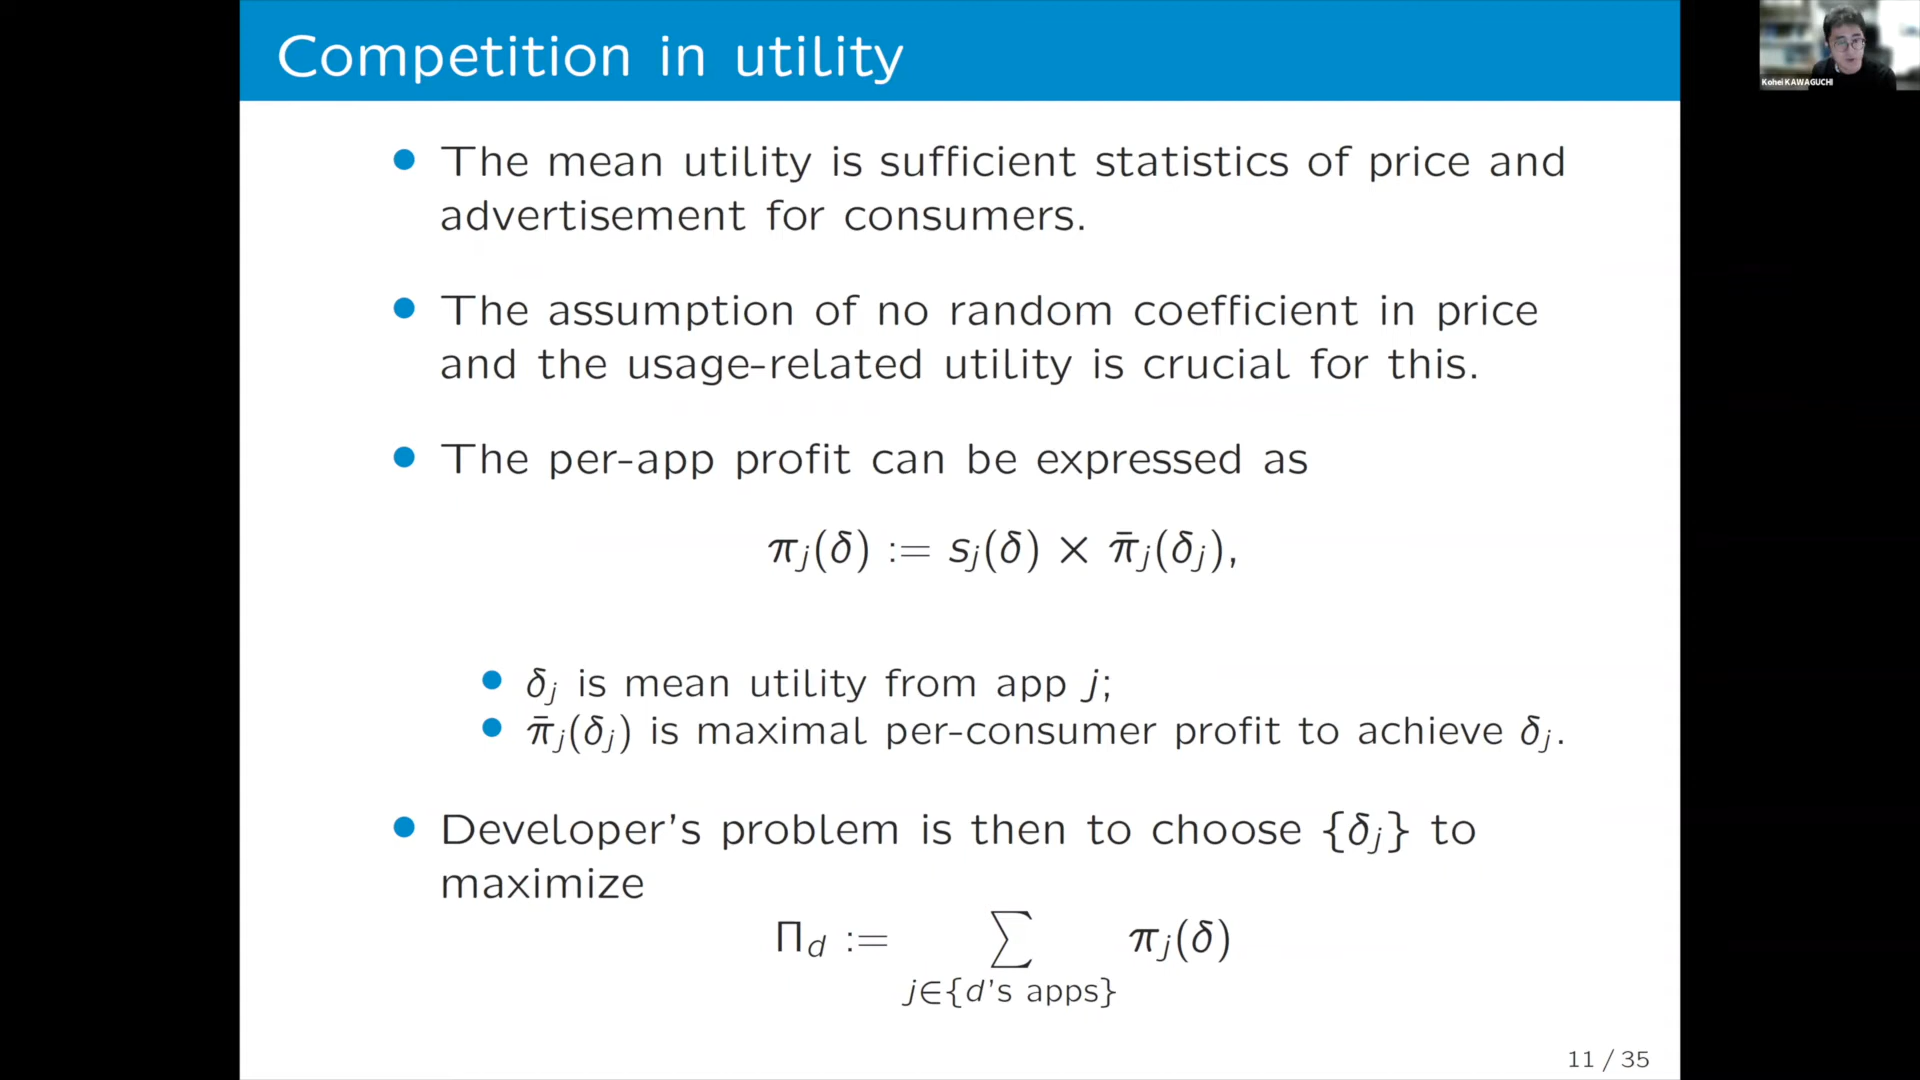 Competition in utility
Kohei KAWAGUCHI
• The mean utility is sufficient statistics of price and
advertisement for consumers.
• The assumption of no random coefficient in price
and the usage-related utility is crucial for this.
• The per-app profit can be expressed as
πj(δ) := sj(δ) × π̄j(δj),
• δj is mean utility from app j;
• π̄j(δj) is maximal per-consumer profit to achieve δj.
• Developer's problem is then to choose {δj} to
maximize
Πd := ∑ πj(δ)
j∈{d's apps}
11 / 35